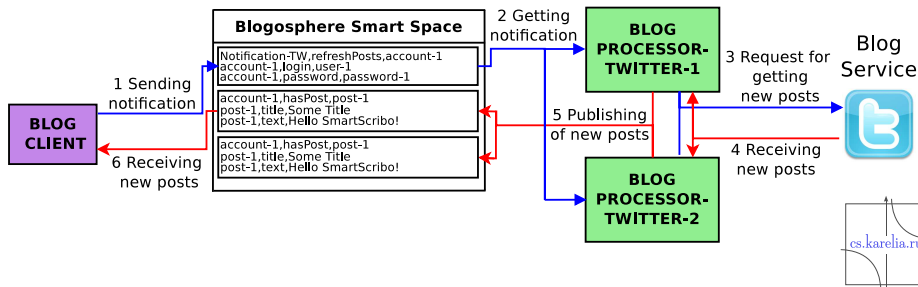 Blogosphere Smart Space
Notification-TW,refreshPosts,account-1
account-1,login,user-1
account-1,password,password-1
account-1,hasPost,post-1
post-1,title,Some Title
post-1,text,Hello SmartScribo!
account-1,hasPost,post-1
post-1,title,Some Title
post-1,text,Hello SmartScribo!
1 Sending
notification
BLOG
CLIENT
6 Receiving
new posts
2 Getting
notification
BLOG
PROCESSOR-
TWITTER-1
3 Request for
getting
new posts
Blog
Service
5 Publishing
of new posts
4 Receiving
new posts
BLOG
PROCESSOR-
TWITTER-2
cs.karelia.ru